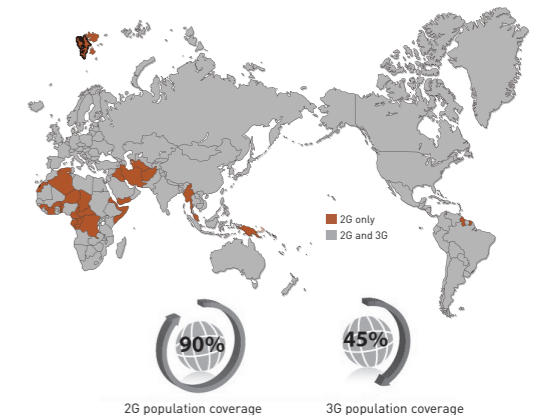 2G only
2G and 3G
90%
45%
2G population coverage
3G population coverage